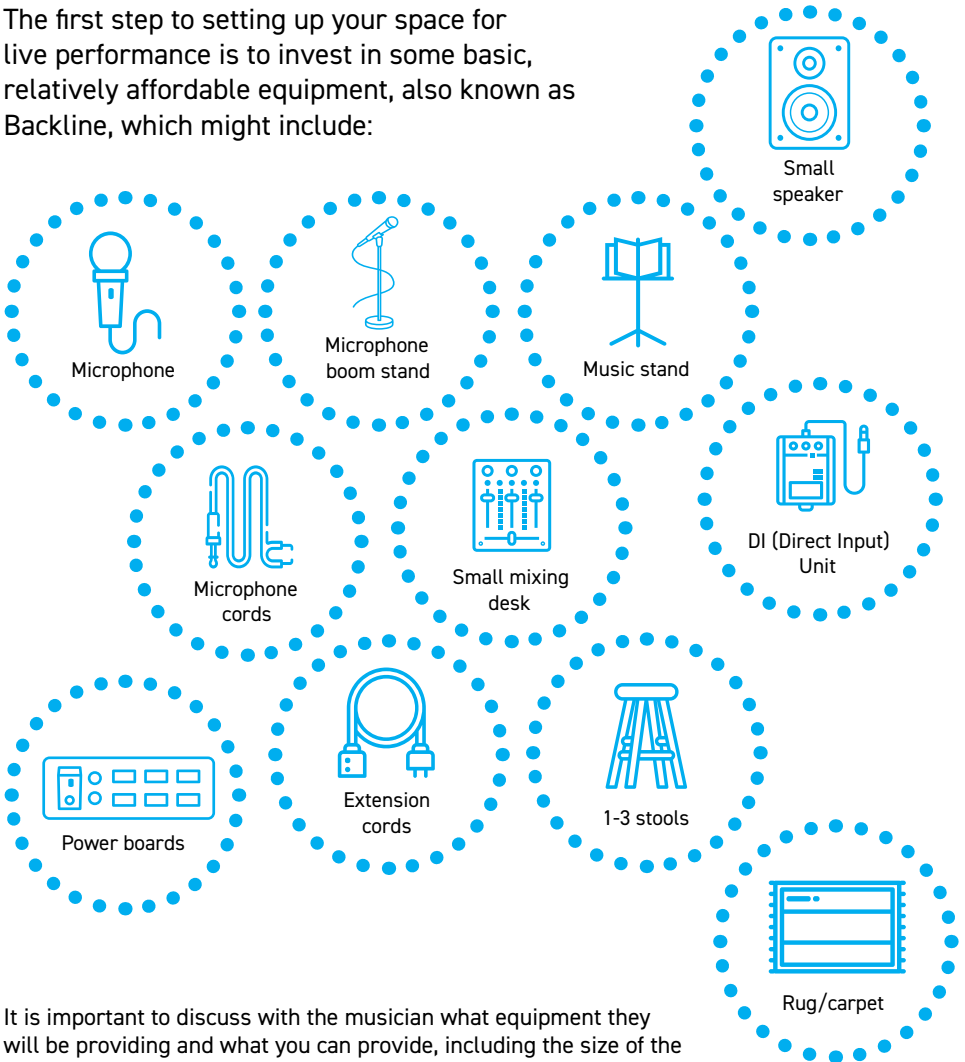 The first step to setting up your space for
live performance is to invest in some basic,
relatively affordable equipment, also known as
Backline, which might include:
Small
speaker
Microphone
Microphone
boom stand
Music stand
Microphone
cords
Small mixing
desk
DI (Direct Input)
Unit
Power boards
Extension
cords
1-3 stools
Rug/carpet
It is important to discuss with the musician what equipment they
will be providing and what you can provide, including the size of the